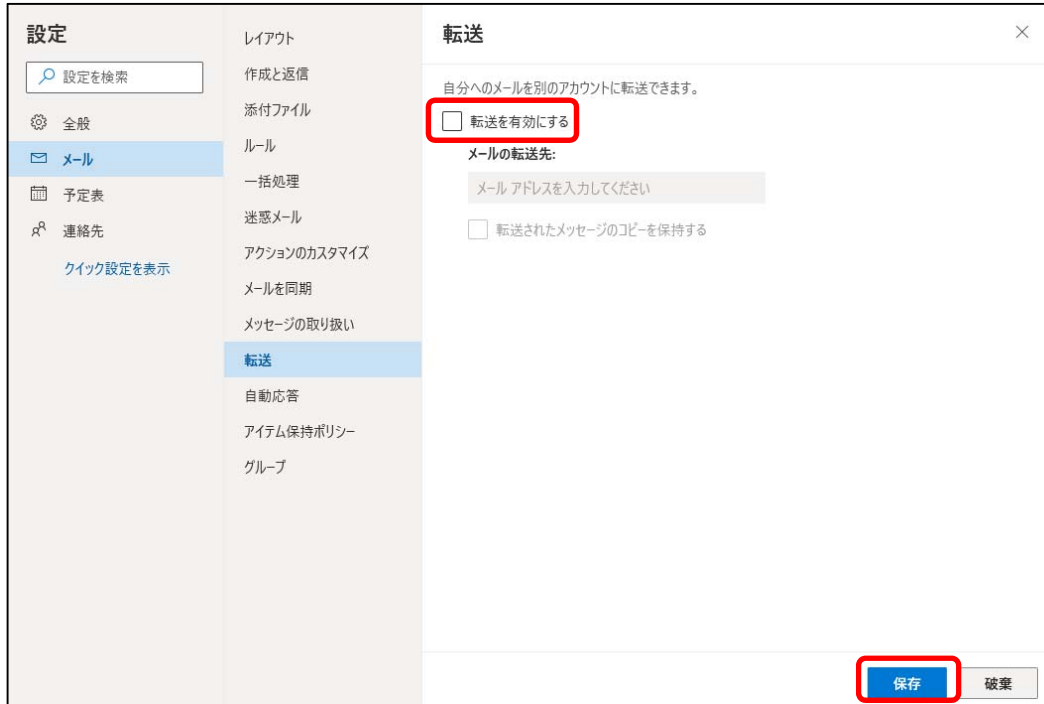 設定
設定を検索
全般
メール
予定表
連絡先
クイック設定を表示
レイアウト
作成と返信
添付ファイル
ルール
一括処理
迷惑メール
アクションのカスタマイズ
メールを同期
メッセージの取り扱い
転送
自動応答
アイテム保持ポリシー
グループ
転送
自分へのメールを別のアカウントに転送できます。
転送を有効にする
メールの転送先:
メール アドレスを入力してください
転送されたメッセージのコピーを保持する
保存
破棄